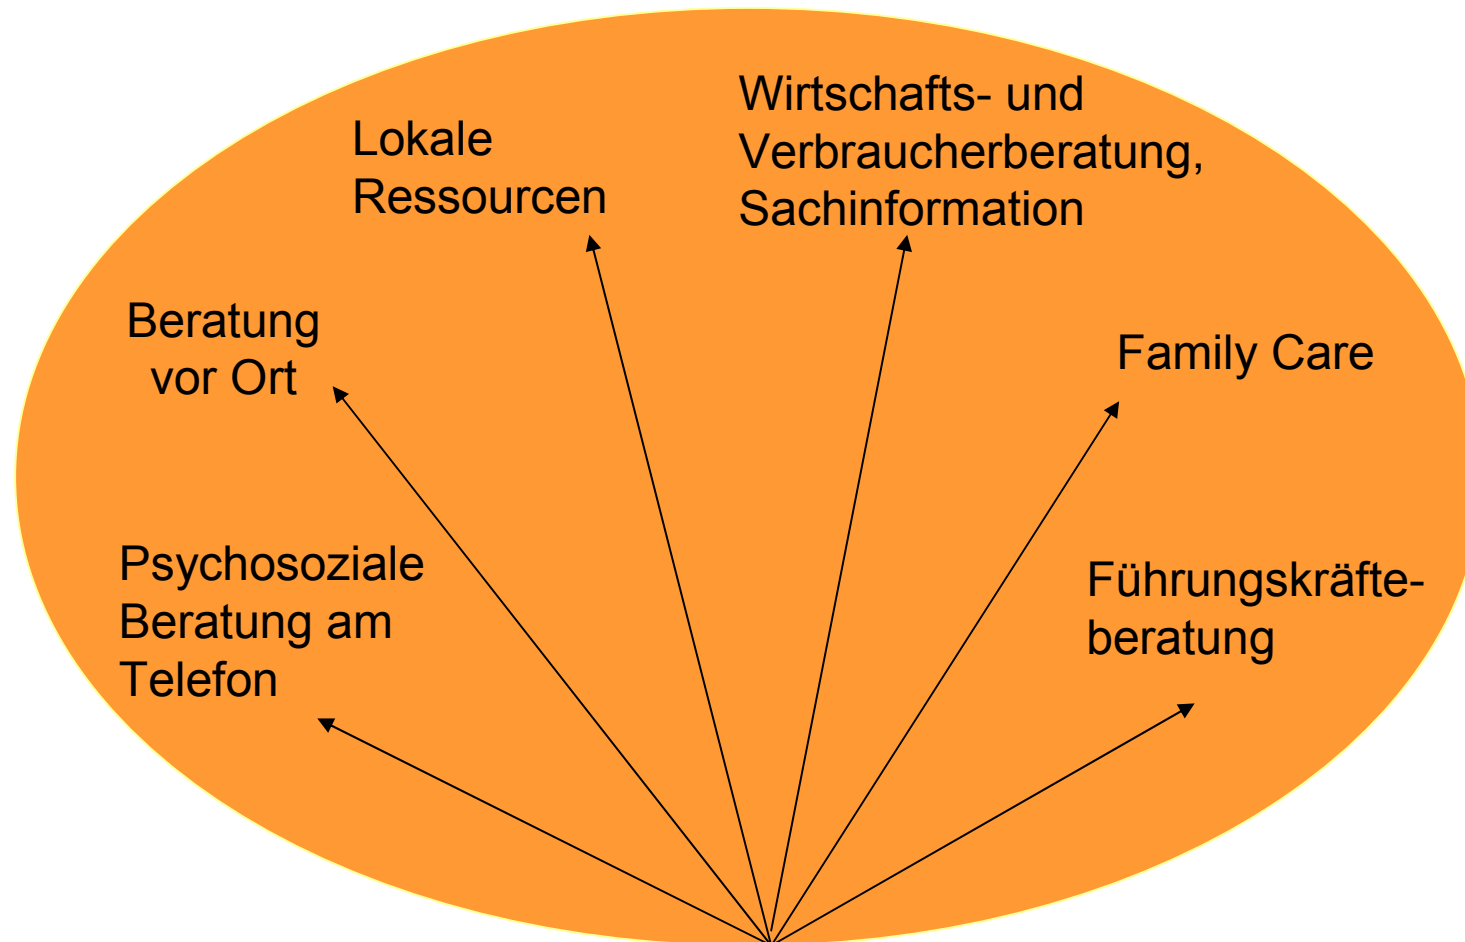 Wirtschafts- und
Verbraucherberatung,
Sachinformation
Lokale
Ressourcen
Beratung
vor Ort
Family Care
Psychosoziale
Beratung am
Telefon
Führungskräfte-
beratung